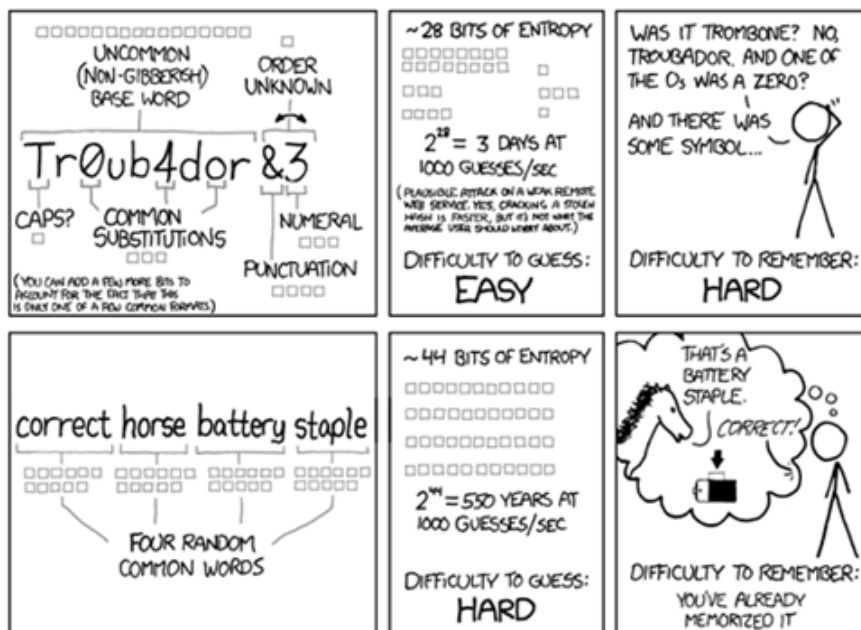 UNCOMMON
(NON-GIBBERISH)
BASE WORD
ORDER
UNKNOWN
Tr0ub4dor &3
CAPS?
COMMON
SUBSTITUTIONS
NUMERAL
PUNCTUATION
(YOU CAN ADD A FEW MORE BITS TO
ACCOUNT FOR THE FACT THAT THIS
IS ONLY ONE OF A FEW COMMON FORMATS.)
~28 BITS OF ENTROPY
2^28 = 3 DAYS AT
1000 GUESSES/SEC
(PLAUSIBLE ATTACK ON A WEAK REMOTE
WEB SERVICE. YES, CRACKING A STOLEN
HASH IS FASTER, BUT IT'S NOT WHAT THE
AVERAGE USER SHOULD WORRY ABOUT.)
DIFFICULTY TO GUESS:
EASY
WAS IT TROMBONE? NO,
TROUBADOR. AND ONE OF
THE Os WAS A ZERO?
AND THERE WAS
SOME SYMBOL...
DIFFICULTY TO REMEMBER:
HARD
correct horse battery staple
FOUR RANDOM
COMMON WORDS
~44 BITS OF ENTROPY
2^44 = 550 YEARS AT
1000 GUESSES/SEC
DIFFICULTY TO GUESS:
HARD
THAT'S A
BATTERY
STAPLE.
CORRECT!
DIFFICULTY TO REMEMBER:
YOU'VE ALREADY
MEMORIZED IT